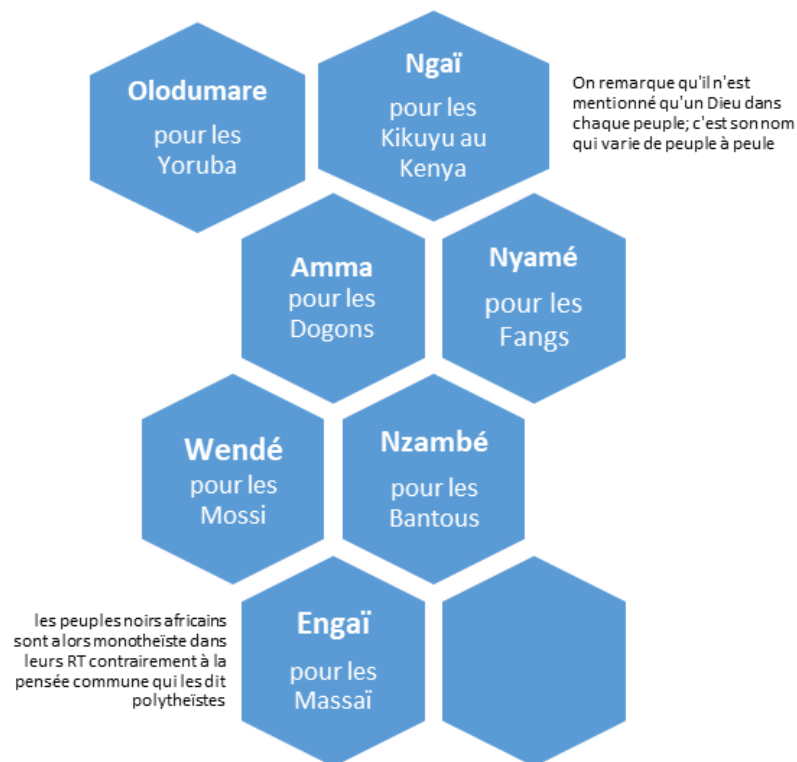 Olodumare
pour les
Yoruba
Ngaï
pour les
Kikuyu au
Kenya
On remarque qu'il n'est
mentionné qu'un Dieu dans
chaque peuple; c'est son nom
qui varie de peuple à peule
Amma
pour les
Dogons
Nyamé
pour les
Fangs
Wendé
pour les
Mossi
Nzambé
pour les
Bantous
les peuples noirs africains
sont alors monotheïste dans
leurs RT contrairement à la
pensée commune qui les dit
polytheïstes
Engaï
pour les
Massaï